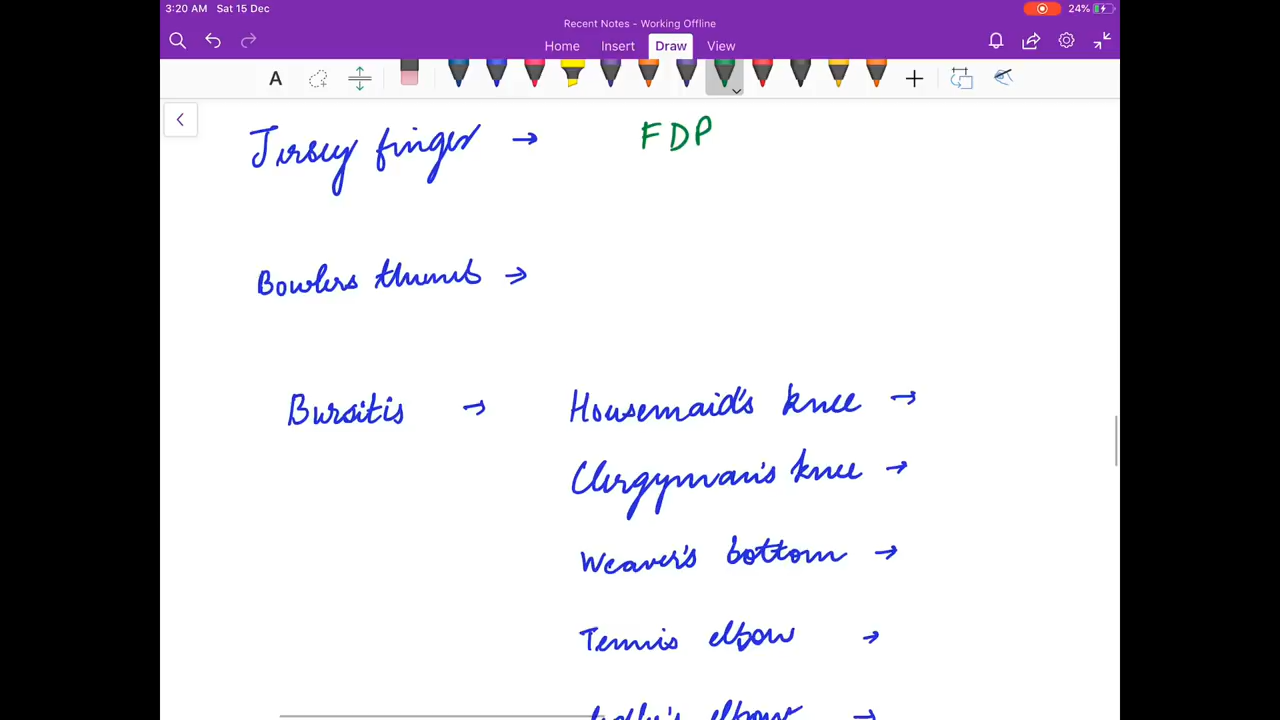 3:20 AM Sat 15 Dec
24%
Recent Notes - Working Offline
Home Insert Draw View
A
Jersey finger → FDP
Bowlers thumb ⇒
Bursitis → Housemaid's knee →
Clergyman's knee →
Weaver's bottom →
Tennis elbow →
elbow →